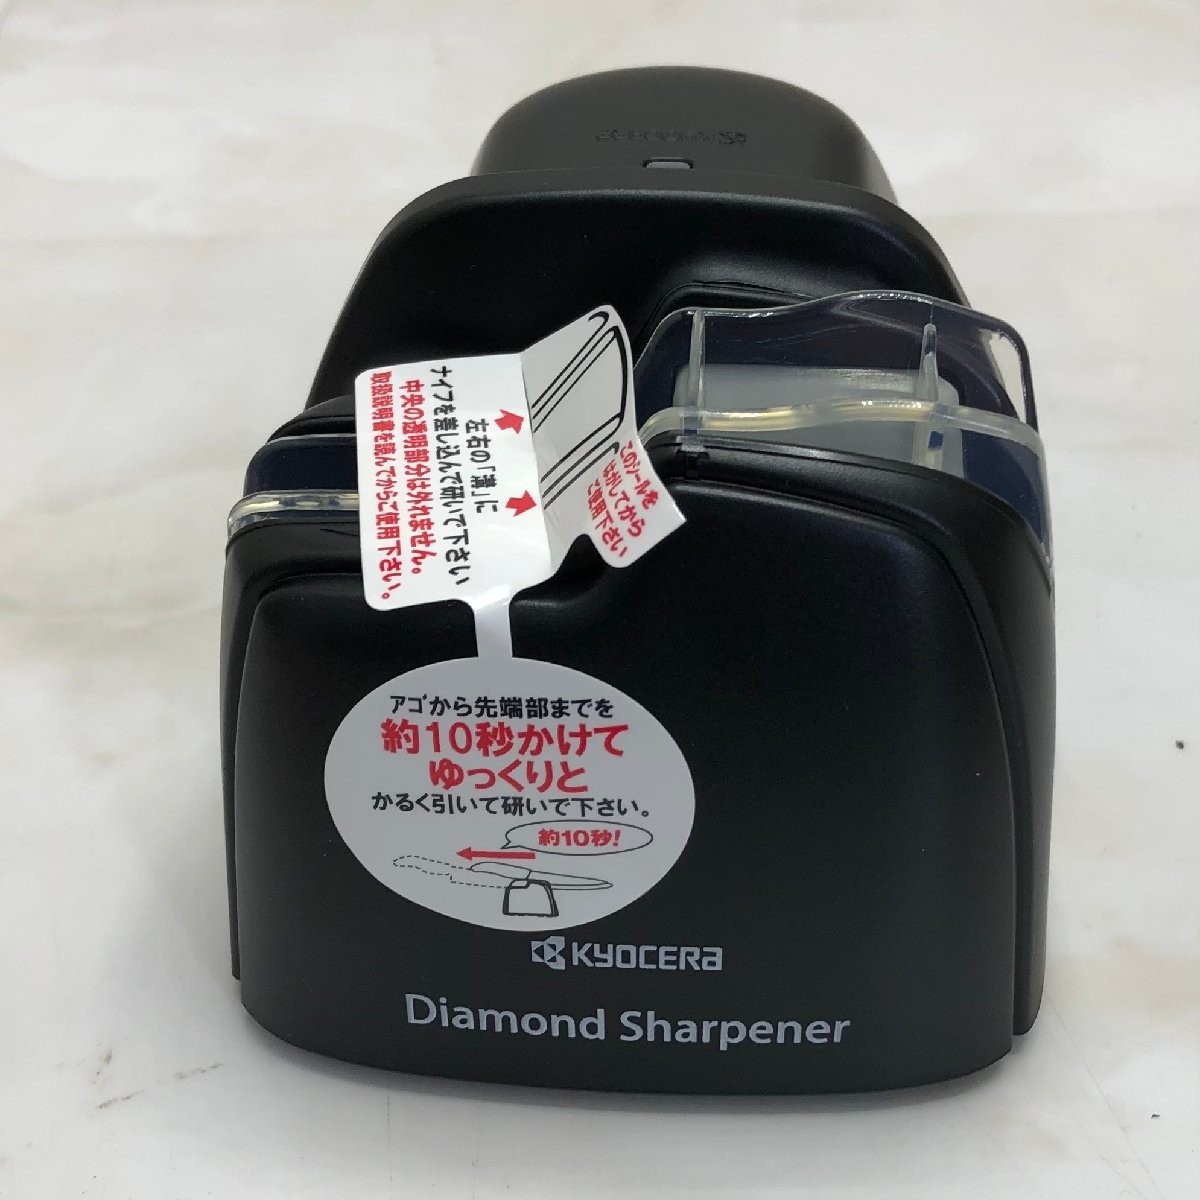 KYOCERA
左右の「溝」に
ナイフを差し込んで研いで下さい
中央の透明部分は外れません。
取扱説明書を読んでからご使用下さい。
このシールを
はがしてから
ご使用下さい
アゴから先端部までを
約10秒かけて
ゆっくりと
かるく引いて研いで下さい。
約10秒!
KYOCERA
Diamond Sharpener